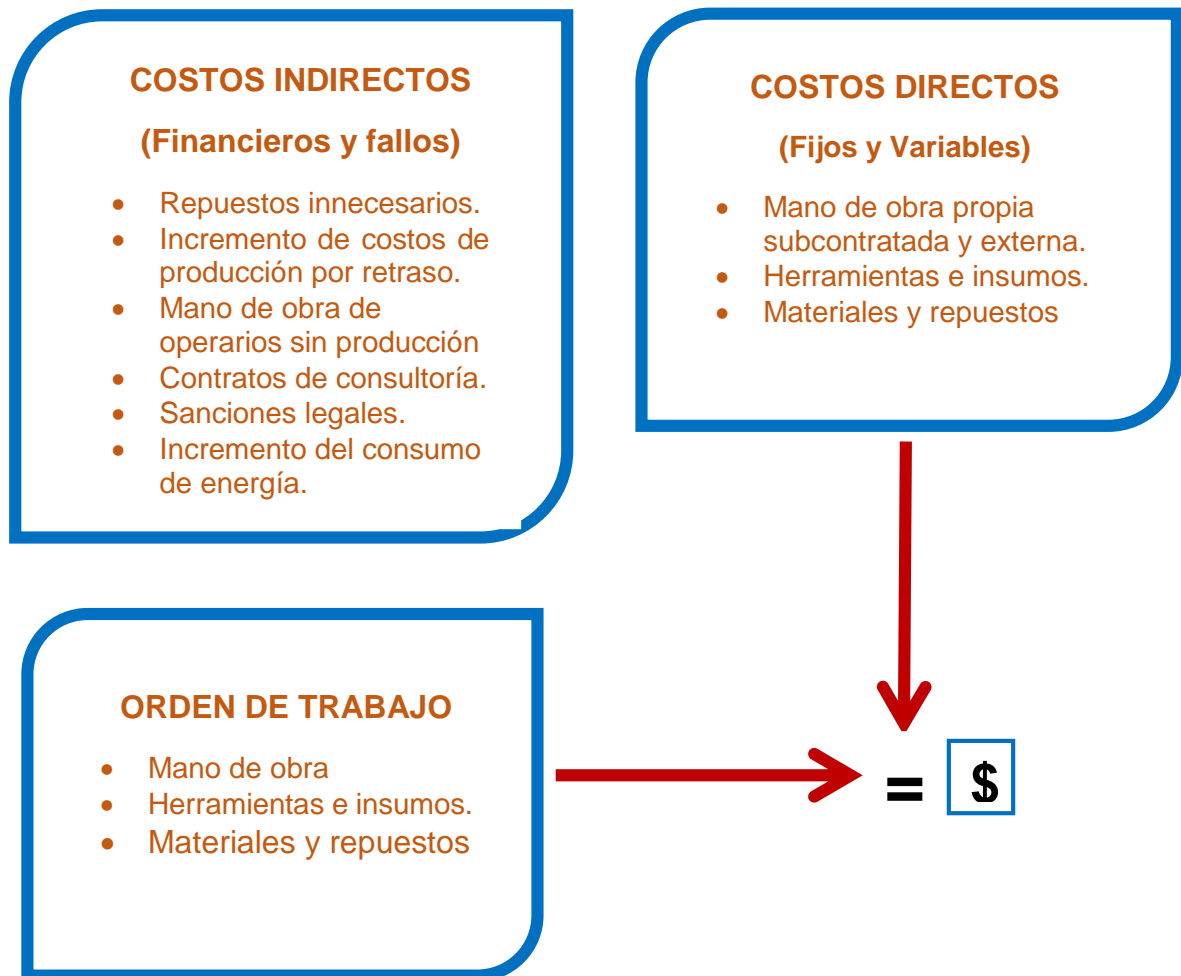 COSTOS INDIRECTOS
(Financieros y fallos)
• Repuestos innecesarios.
• Incremento de costos de
producción por retraso.
• Mano de obra de
operarios sin producción
• Contratos de consultoría.
• Sanciones legales.
• Incremento del consumo
de energía.
COSTOS DIRECTOS
(Fijos y Variables)
• Mano de obra propia
subcontratada y externa.
• Herramientas e insumos.
• Materiales y repuestos
ORDEN DE TRABAJO
• Mano de obra
• Herramientas e insumos.
• Materiales y repuestos
= $